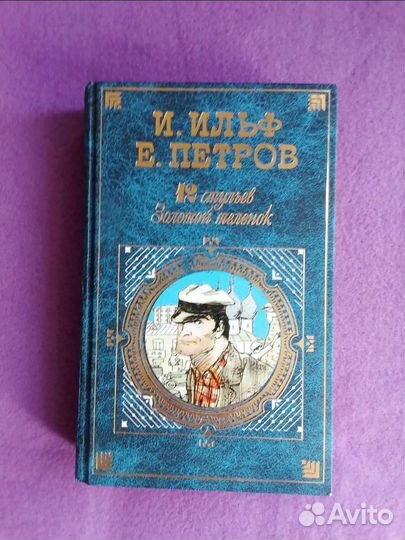 И. ИЛЬФ
Е. ПЕТРОВ
12 стульев
Золотой теленок
Avito